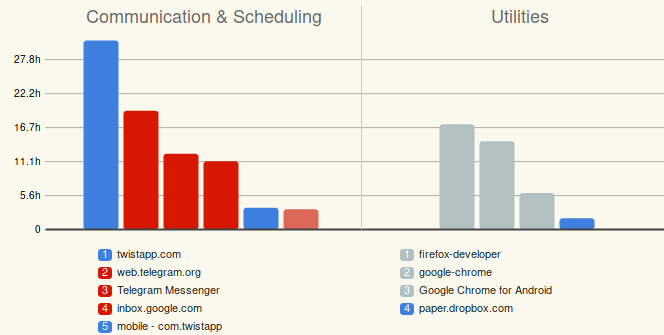 Communication & Scheduling
Utilities
27.8h
22.2h
16.7h
11.1h
5.6h
0
1 twistapp.com
2 web.telegram.org
3 Telegram Messenger
4 inbox.google.com
5 mobile - com.twistapp
1 firefox-developer
2 google-chrome
3 Google Chrome for Android
4 paper.dropbox.com